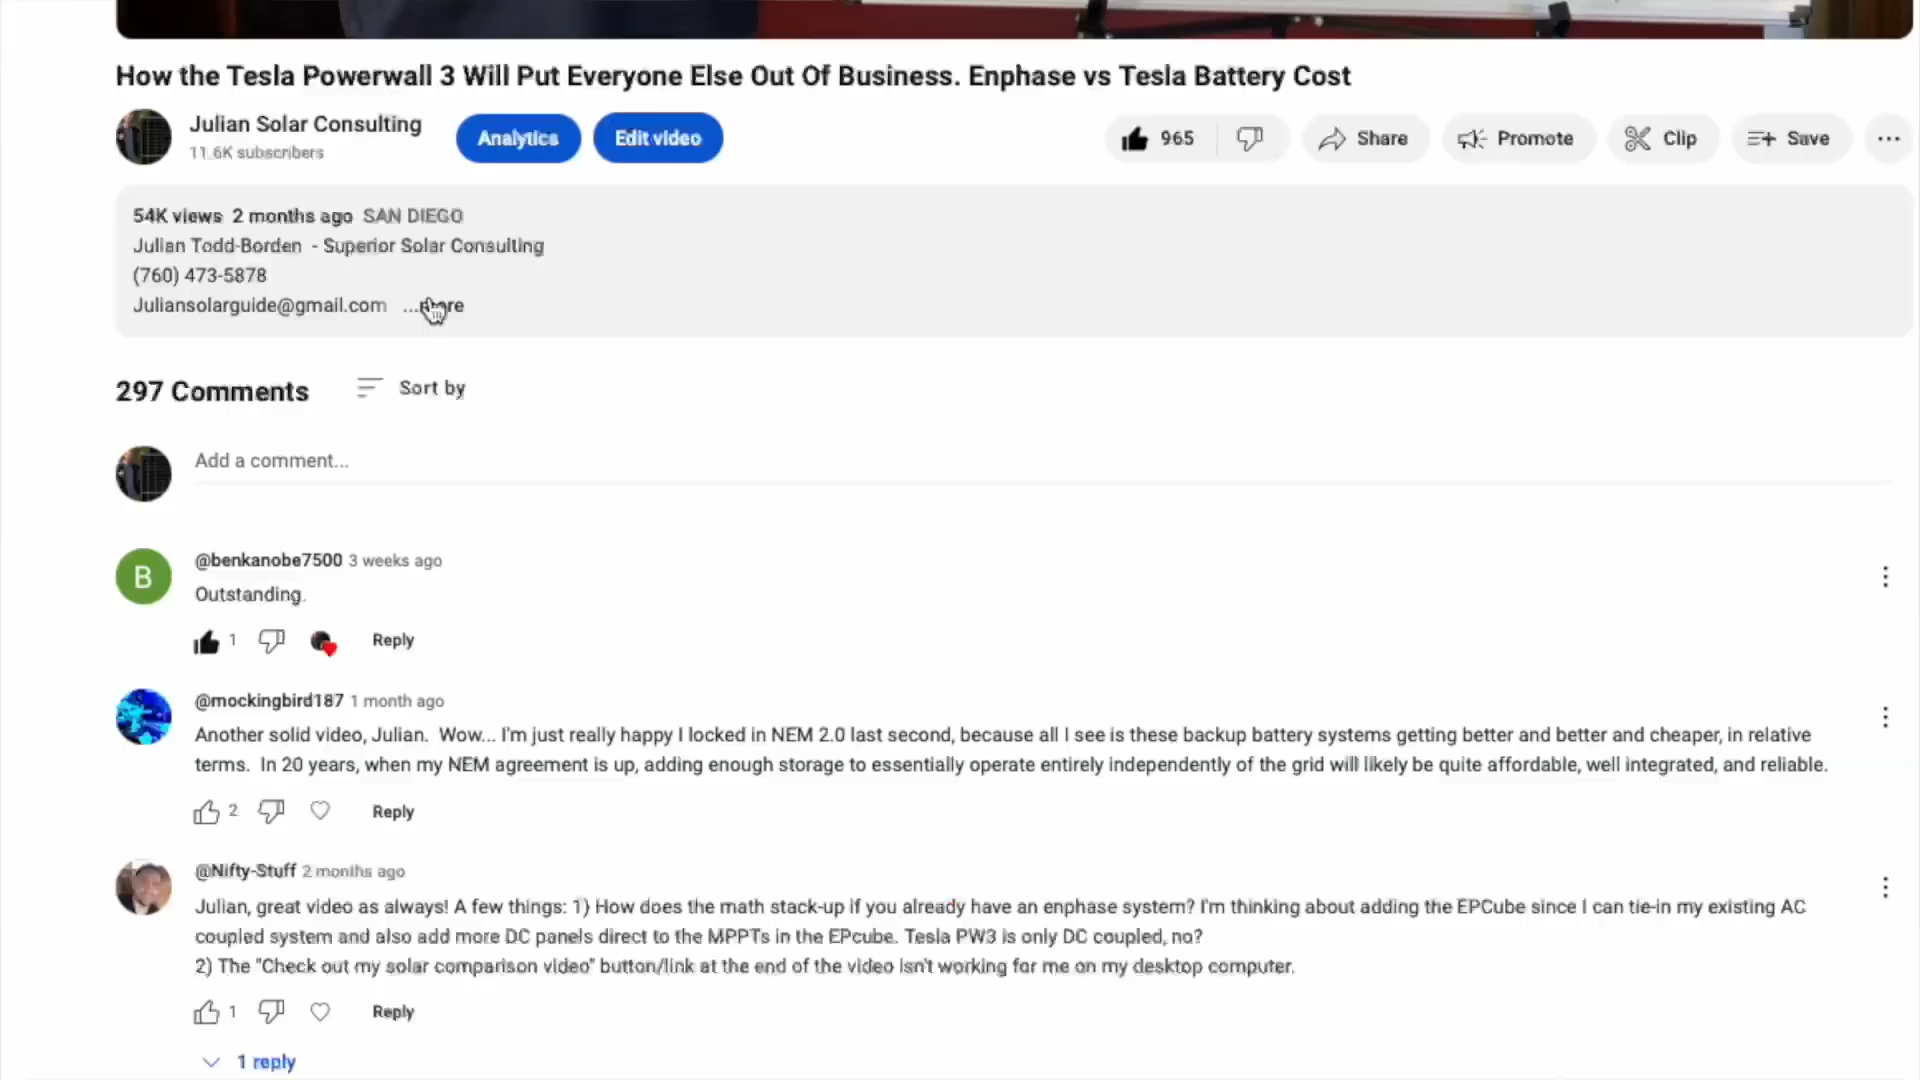 How the Tesla Powerwall 3 Will Put Everyone Else Out Of Business. Enphase vs Tesla Battery Cost
Julian Solar Consulting
11.6K subscribers
Analytics
Edit video
965
Share
Promote
Clip
Save
54K views 2 months ago SAN DIEGO
Julian Todd-Borden - Superior Solar Consulting
(760) 473-5878
Juliansolarguide@gmail.com ...more
297 Comments
Sort by
Add a comment...
B
@benkanobe7500 3 weeks ago
Outstanding.
1
Reply
@mockingbird187 1 month ago
Another solid video, Julian. Wow... I'm just really happy I locked in NEM 2.0 last second, because all I see is these backup battery systems getting better and better and cheaper, in relative
terms. In 20 years, when my NEM agreement is up, adding enough storage to essentially operate entirely independently of the grid will likely be quite affordable, well integrated, and reliable.
2
Reply
@Nifty-Stuff 2 months ago
Julian, great video as always! A few things: 1) How does the math stack-up if you already have an enphase system? I'm thinking about adding the EPCube since I can tie-in my existing AC
coupled system and also add more DC panels direct to the MPPTs in the EPcube. Tesla PW3 is only DC coupled, no?
2) The "Check out my solar comparison video" button/link at the end of the video isn't working for me on my desktop computer.
1
Reply
1 reply